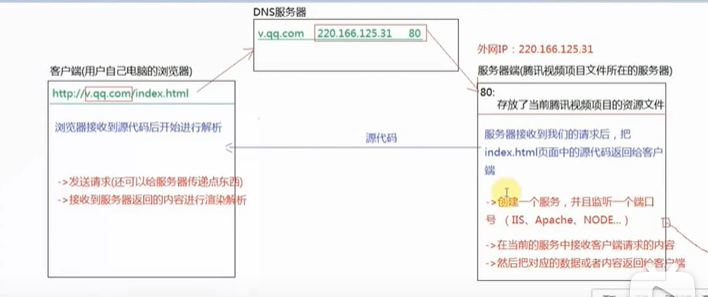 DNS服务器
v.qq.com 220.166.125.31 80
外网IP：220.166.125.31
客户端(用户自己电脑的浏览器)
http://v.qq.com/index.html
浏览器接收到源代码后开始进行解析
->发送请求(还可以给服务器传递点东西)
->接收到服务器返回的内容进行渲染解析
源代码
服务器端(腾讯视频项目文件所在的服务器)
80:
存放了当前腾讯视频项目的资源文件
服务器接收到我们的请求后，把
index.html页面中的源代码返回给客户
端
->创建一个服务，并且监听一个端口
号 （IIS、Apache、NODE...）
->在当前的服务中接收客户端请求的内容
->然后把对应的数据或者内容返回给客户端